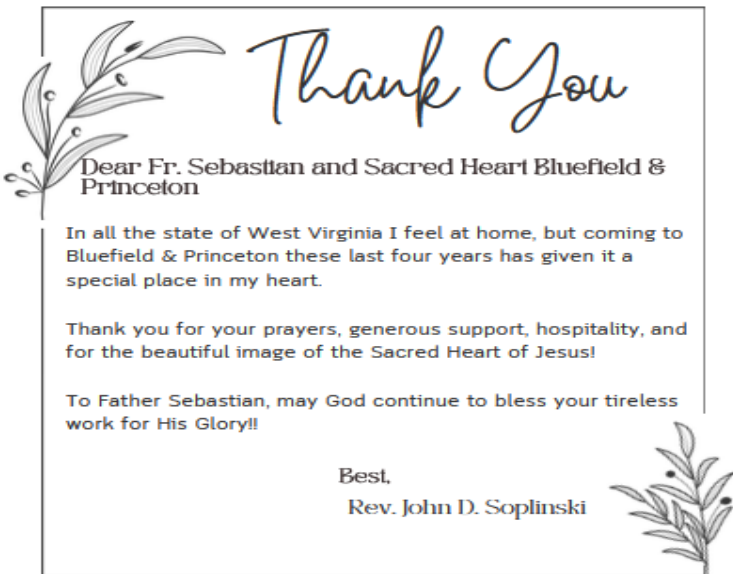 Thank You
Dear Fr. Sebastian and Sacred Heart Bluefield &
Princeton
In all the state of West Virginia I feel at home, but coming to
Bluefield & Princeton these last four years has given it a
special place in my heart.
Thank you for your prayers, generous support, hospitality, and
for the beautiful image of the Sacred Heart of Jesus!
To Father Sebastian, may God continue to bless your tireless
work for His Glory!!
Best,
Rev. John D. Soplinski